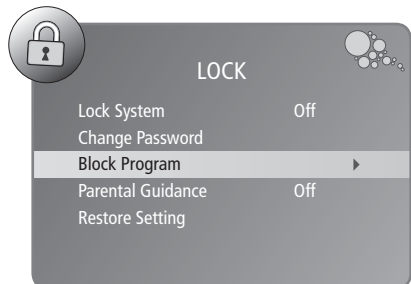 LOCK
Lock System Off
Change Password
Block Program
Parental Guidance Off
Restore Setting